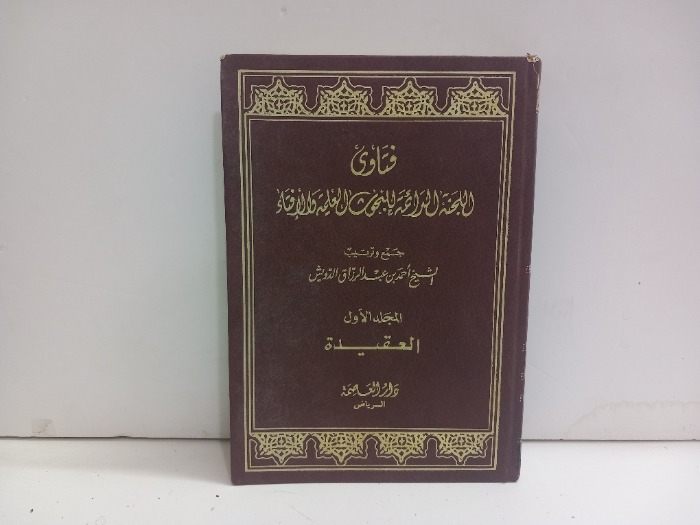 فتاوى
اللجنة الدائمة للبحوث العلمية والإفتاء
جمع وترتيب
الشيخ أحمد بن عبد الرزاق الدويش
المجلد الأول
العقيدة
دار العاصمة
الرياض